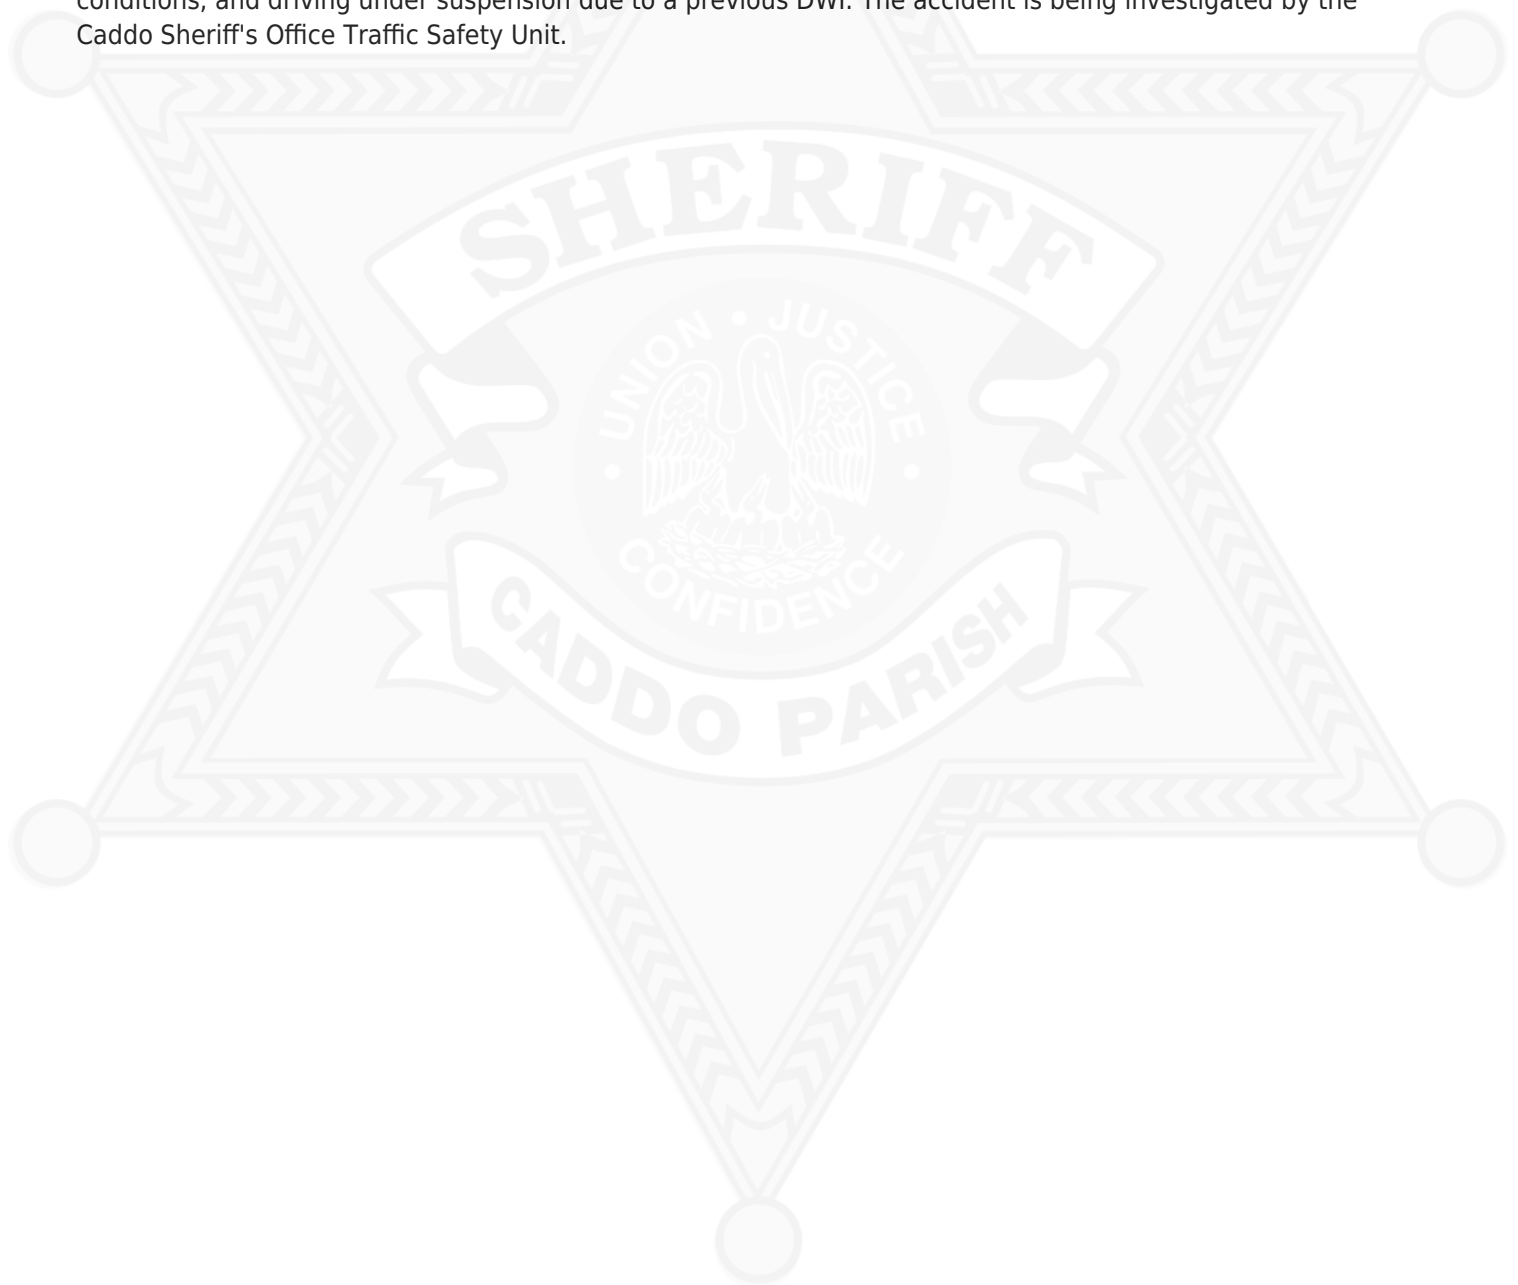 conditions, and driving under suspension due to a previous DWI. The accident is being investigated by the
Caddo Sheriff's Office Traffic Safety Unit.
SHERIFF
UNION • JUSTICE
• CONFIDENCE •
CADDO PARISH